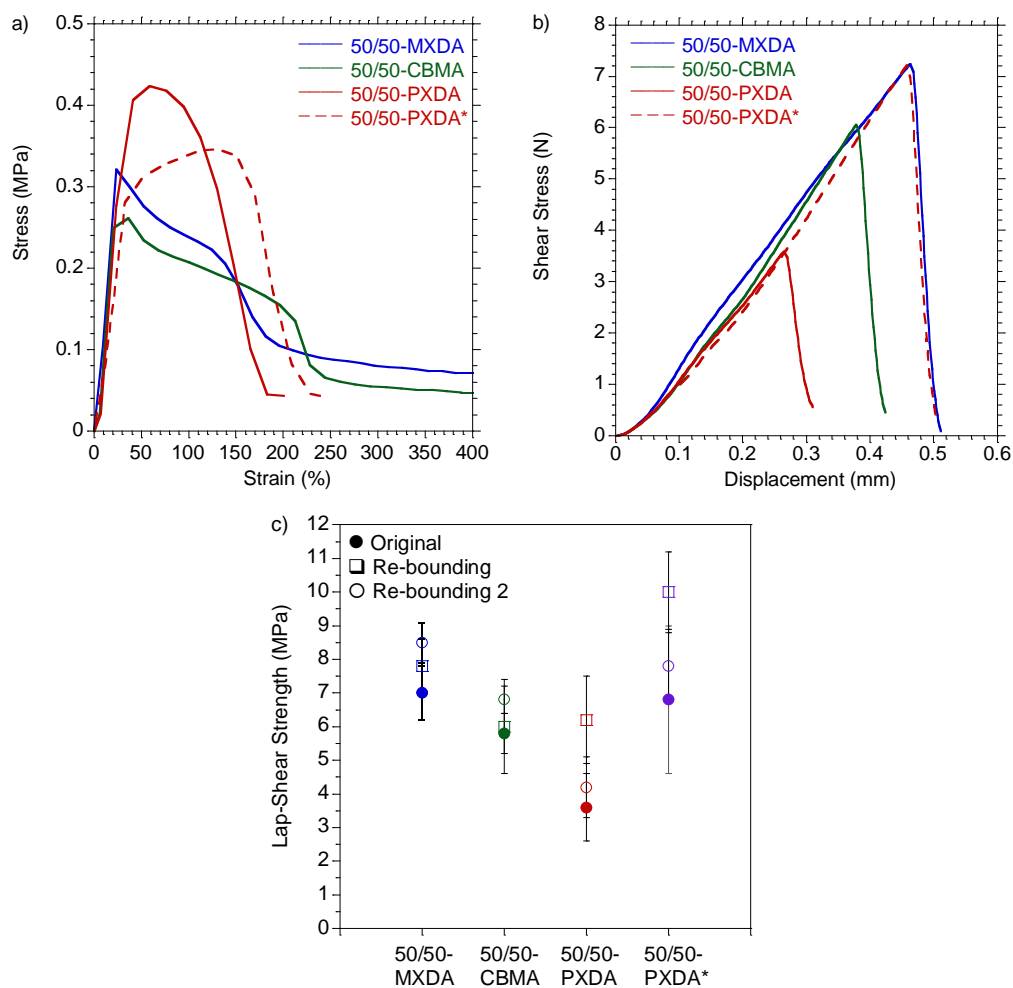 a)
50/50-MXDA
50/50-CBMA
50/50-PXDA
50/50-PXDA*
Stress (MPa)
0.5
0.4
0.3
0.2
0.1
0
0 50 100 150 200 250 300 350 400
Strain (%)
b)
50/50-MXDA
50/50-CBMA
50/50-PXDA
50/50-PXDA*
Shear Stress (N)
8
7
6
5
4
3
2
1
0
0 0.1 0.2 0.3 0.4 0.5 0.6
Displacement (mm)
c)
Original
Re-bounding
Re-bounding 2
Lap-Shear Strength (MPa)
12
11
10
9
8
7
6
5
4
3
2
1
0
50/50- 50/50- 50/50- 50/50-
MXDA CBMA PXDA PXDA*